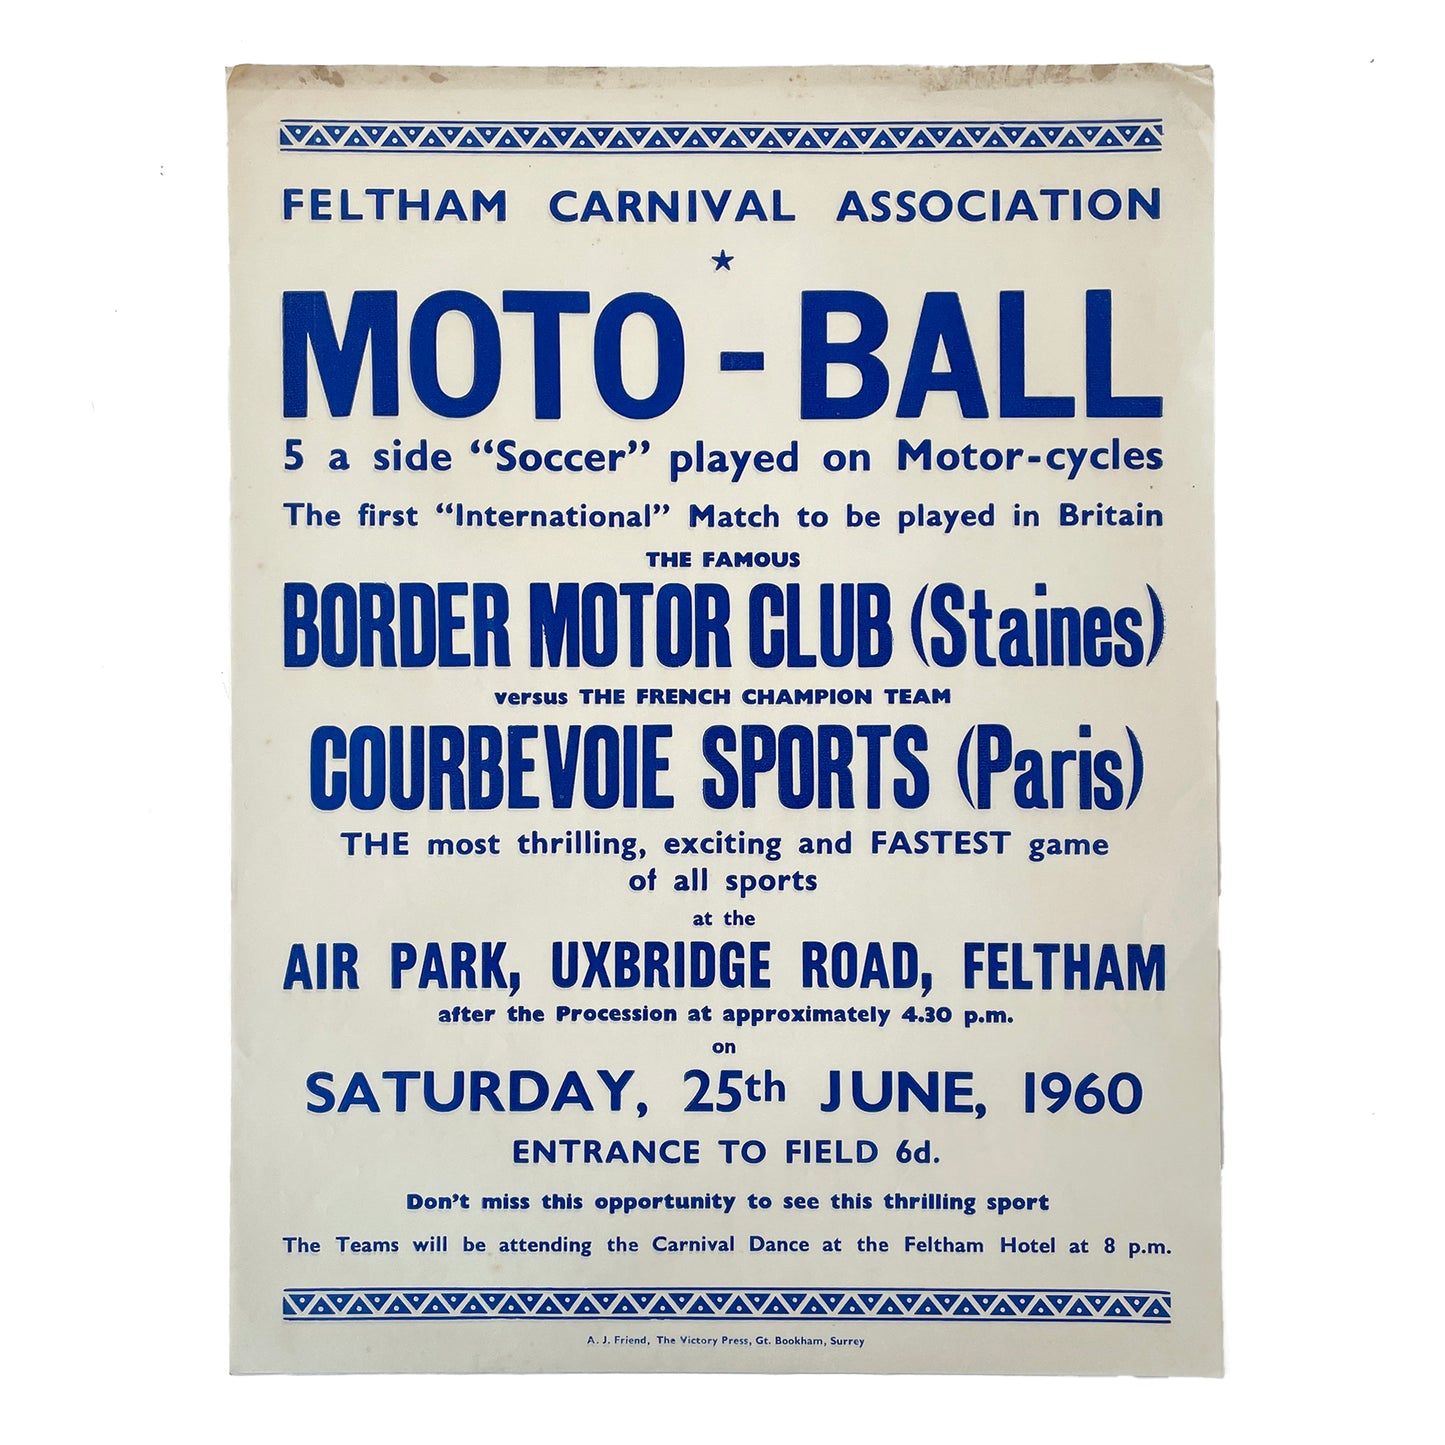 FELTHAM CARNIVAL ASSOCIATION
MOTO - BALL
5 a side “Soccer” played on Motor-cycles
The first “International” Match to be played in Britain
THE FAMOUS
BORDER MOTOR CLUB (Staines)
versus THE FRENCH CHAMPION TEAM
COURBEVOIE SPORTS (Paris)
THE most thrilling, exciting and FASTEST game
of all sports
at the
AIR PARK, UXBRIDGE ROAD, FELTHAM
after the Procession at approximately 4.30 p.m.
on
SATURDAY, 25th JUNE, 1960
ENTRANCE TO FIELD 6d.
Don't miss this opportunity to see this thrilling sport
The Teams will be attending the Carnival Dance at the Feltham Hotel at 8 p.m.
A. J. Friend, The Victory Press, Gt. Bookham, Surrey